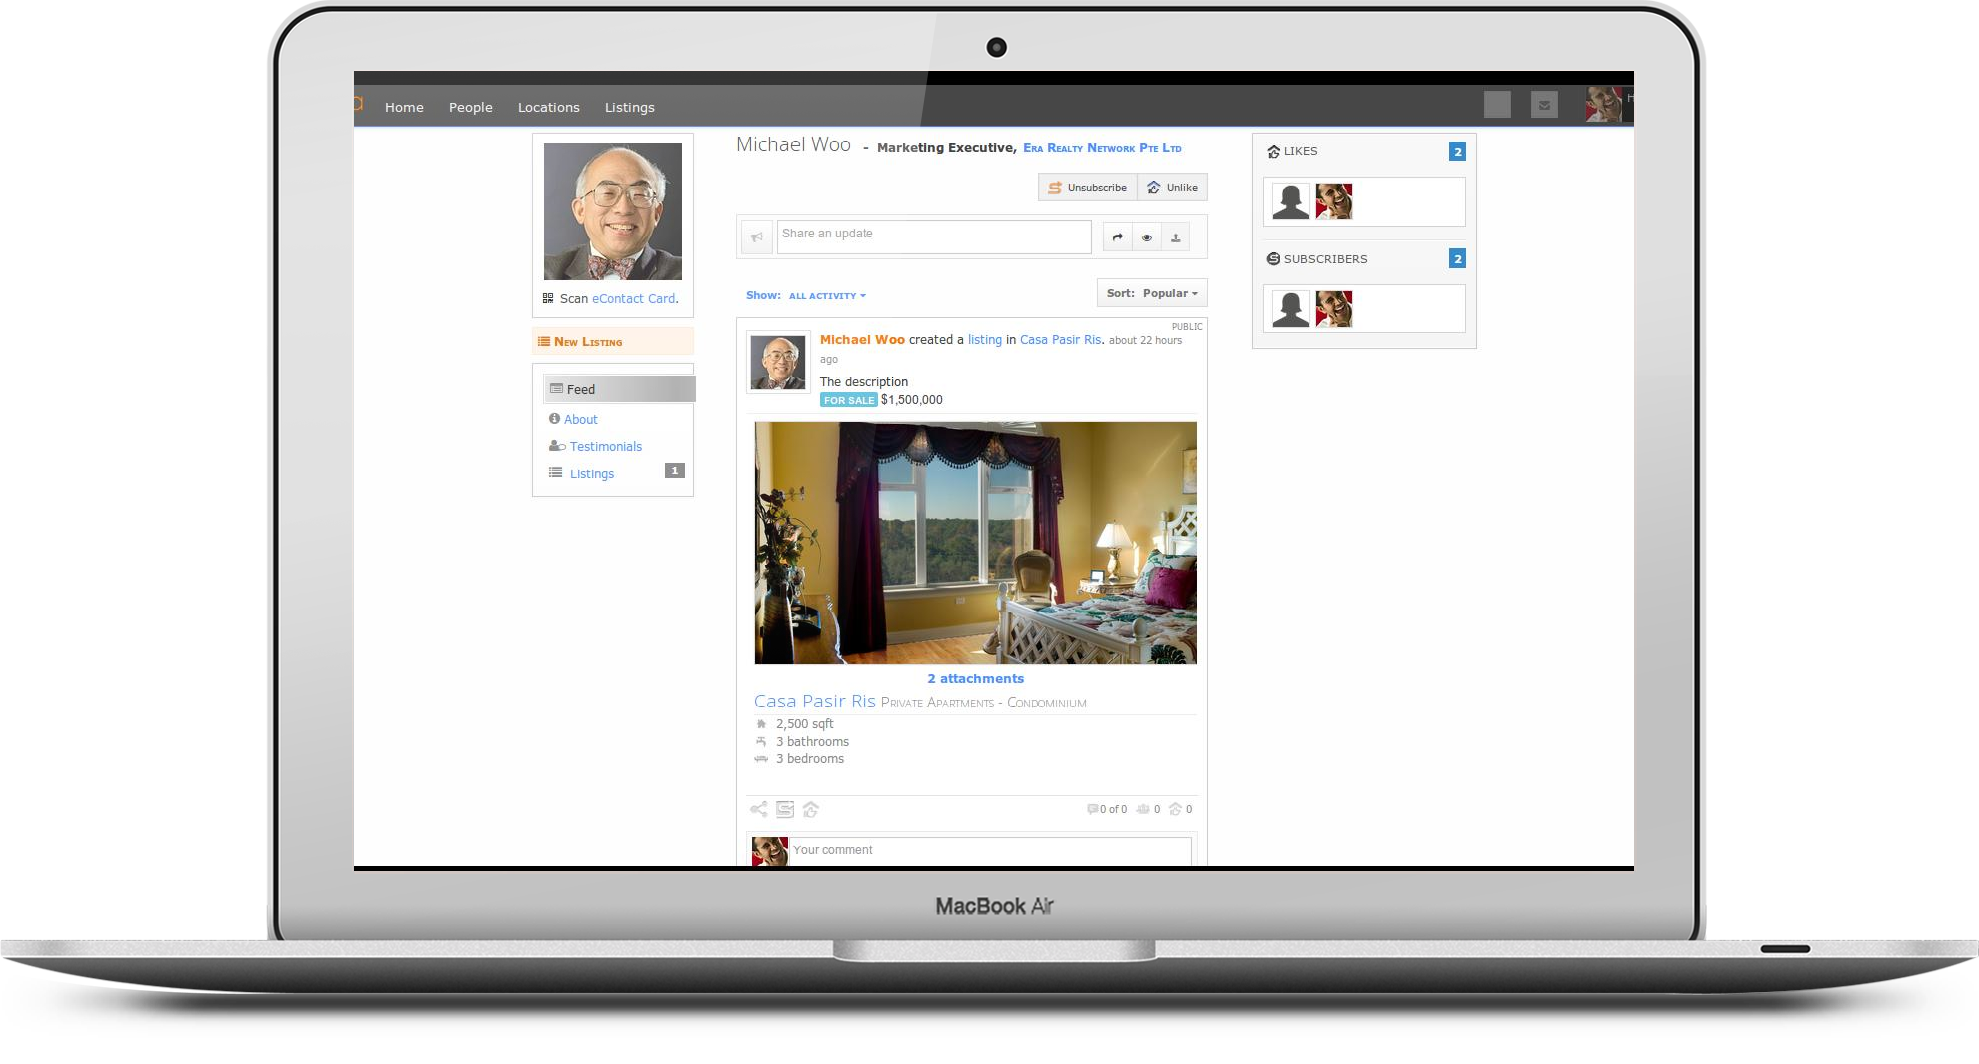 Home People Locations Listings H
Michael Woo - Marketing Executive, Era Realty Network Pte Ltd
Unsubscribe Unlike
Share an update
Scan eContact Card.
New Listing
Feed
About
Testimonials
Listings 1
Show: ALL ACTIVITY
Sort: Popular
PUBLIC
Michael Woo created a listing in Casa Pasir Ris. about 22 hours
ago
The description
FOR SALE $1,500,000
2 attachments
Casa Pasir Ris Private Apartments - Condominium
2,500 sqft
3 bathrooms
3 bedrooms
0 of 0 0 0
Your comment
LIKES 2
SUBSCRIBERS 2
MacBook Air